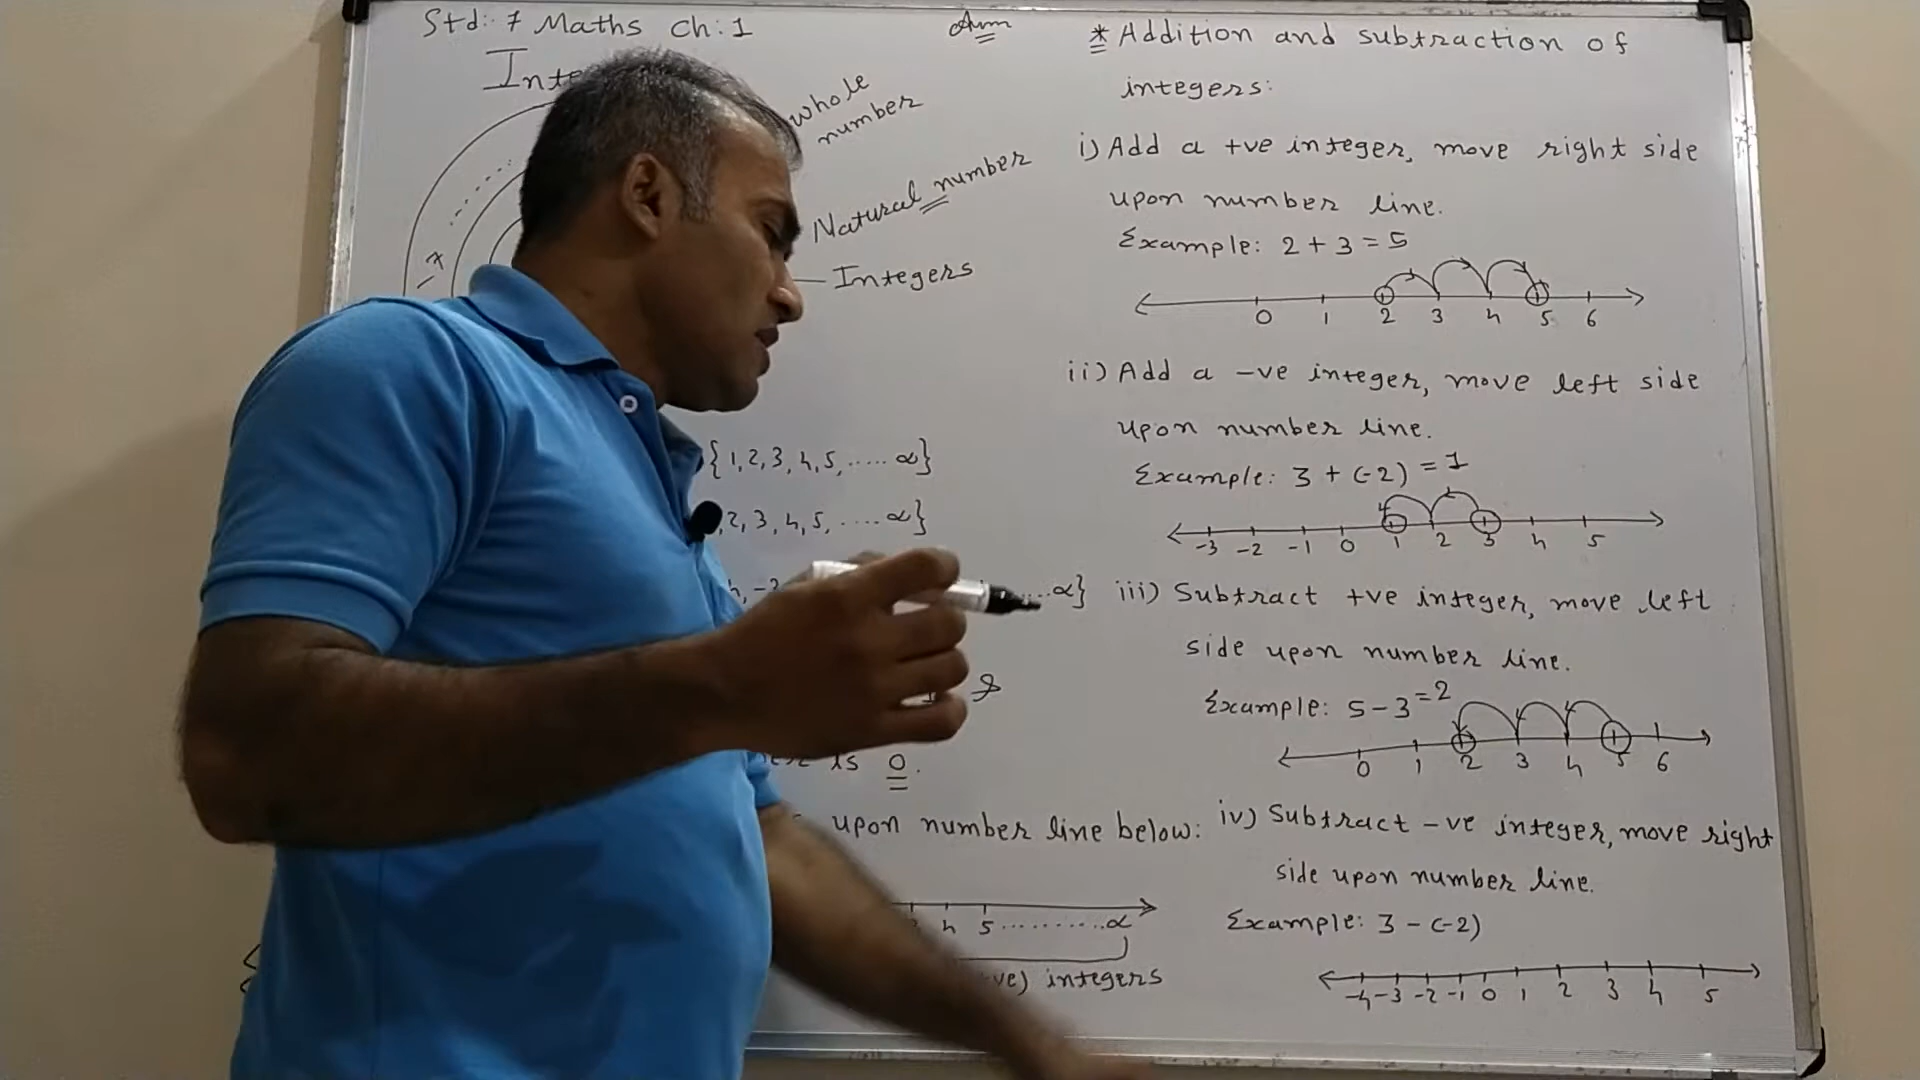 Std: 7 Maths Ch: 1
Inte
whole
number
Natural number
Integers
{1,2,3,4,5,.....α}
,2,3,4,5,.....α}
...α}
is 0.
upon number line below:
4 5..........α
ve) integers
* Addition and subtraction of
integers:
i) Add a +ve integer, move right side
upon number line.
Example: 2 + 3 = 5
0 1 2 3 4 5 6
ii) Add a -ve integer, move left side
upon number line.
Example: 3 + (-2) = 1
-3 -2 -1 0 1 2 3 4 5
iii) Subtract +ve integer, move left
side upon number line.
Example: 5 - 3 = 2
0 1 2 3 4 5 6
iv) Subtract -ve integer, move right
side upon number line.
Example: 3 - (-2)
-4 -3 -2 -1 0 1 2 3 4 5